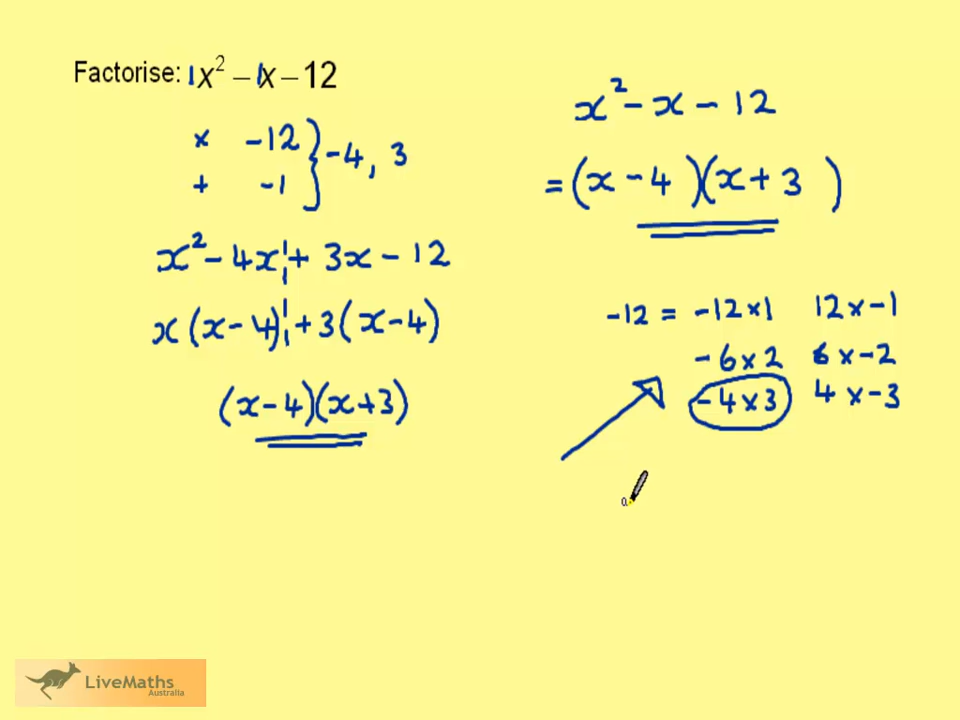 Factorise: 1x² – 1x – 12
× -12 } -4, 3
+ -1
x² - 4x ¦ + 3x - 12
x(x-4) ¦ + 3(x-4)
(x-4)(x+3)
x² - x - 12
= (x - 4)(x + 3)
-12 = -12×1 12×-1
-6×2 6×-2
-4×3 4×-3
a
LiveMaths
Australia